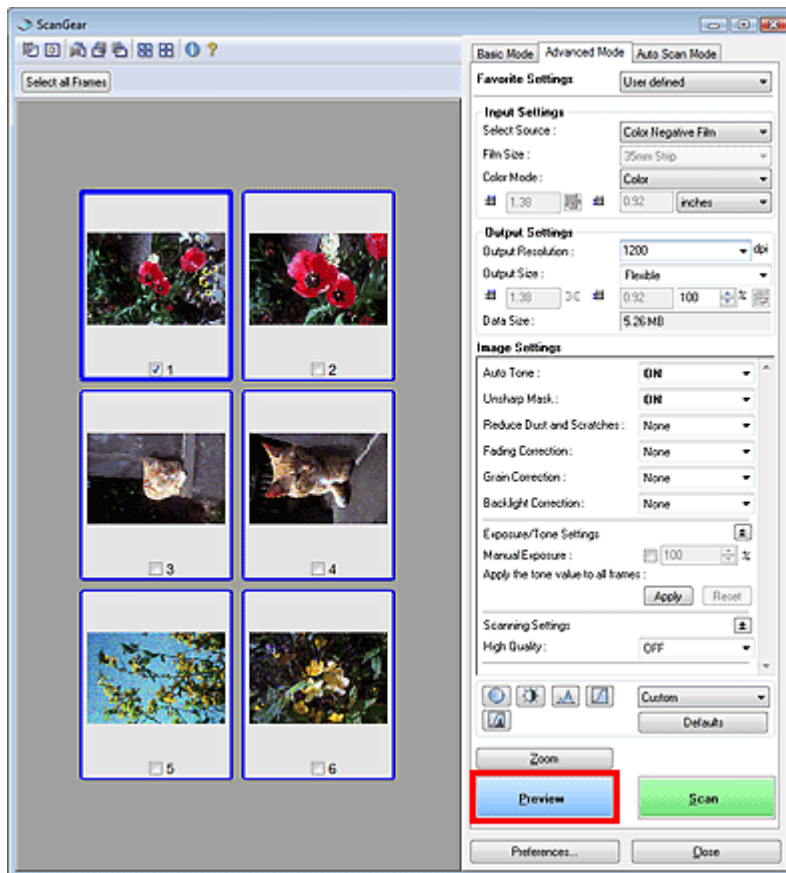 ScanGear
Select all Frames
1
2
3
4
5
6
Basic Mode Advanced Mode Auto Scan Mode
Favorite Settings User defined
Input Settings
Select Source : Color Negative Film
Film Size : 35mm Strip
Color Mode : Color
1.38 0.92 inches
Output Settings
Output Resolution : 1200 dpi
Output Size : Flexible
1.38 0.92 100 %
Data Size : 5.26 MB
Image Settings
Auto Tone : ON
Unsharp Mask : ON
Reduce Dust and Scratches : None
Fading Correction : None
Grain Correction : None
Backlight Correction : None
Exposure/Tone Settings
Manual Exposure : 100 %
Apply the tone value to all frames :
Apply Reset
Scanning Settings
High Quality : OFF
Custom
Defaults
Zoom
Preview Scan
Preferences... Close